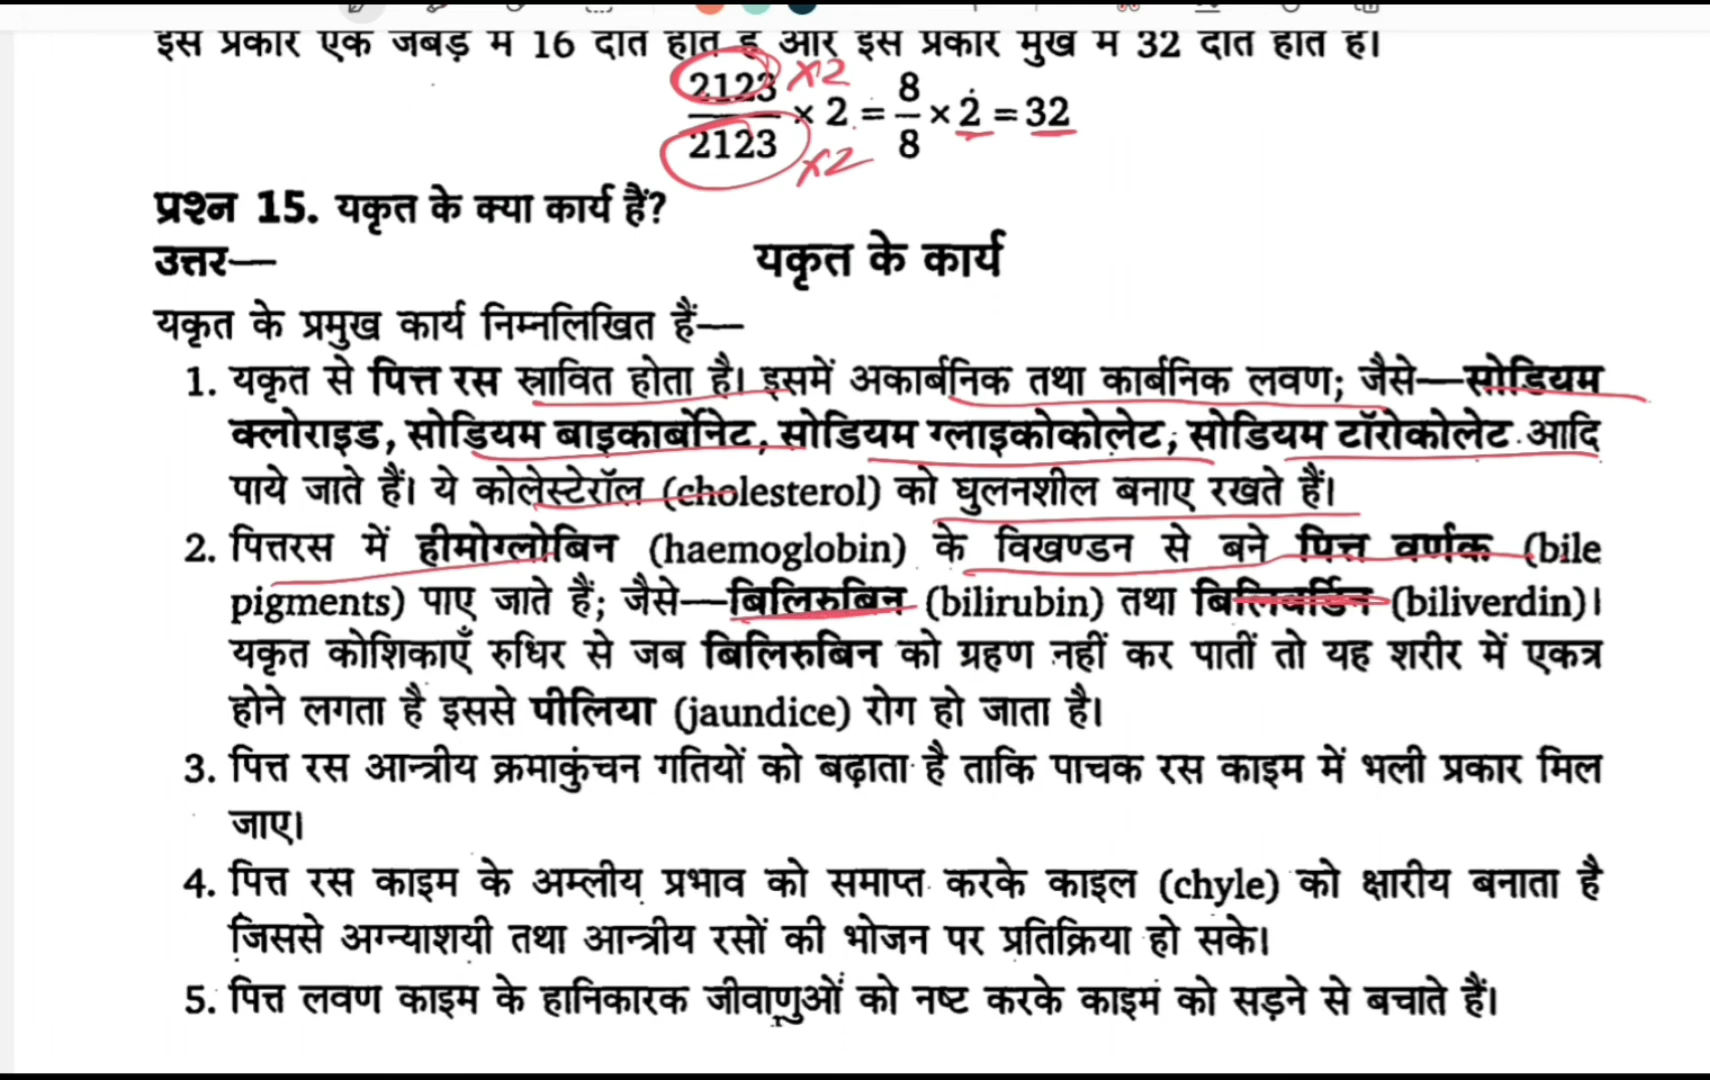 इस प्रकार एक जबड़े में 16 दाँत होते हैं और इस प्रकार मुख में 32 दाँत होते हैं।
2123 ×2
—— × 2 = 8/8 × 2 = 32
2123 ×2
प्रश्न 15. यकृत के क्या कार्य हैं?
उत्तर—
यकृत के कार्य
यकृत के प्रमुख कार्य निम्नलिखित हैं—
1. यकृत से पित्त रस स्रावित होता है। इसमें अकार्बनिक तथा कार्बनिक लवण; जैसे—सोडियम
क्लोराइड, सोडियम बाइकार्बोनेट, सोडियम ग्लाइकोकोलेट, सोडियम टॉरोकोलेट आदि
पाये जाते हैं। ये कोलेस्टेरॉल (cholesterol) को घुलनशील बनाए रखते हैं।
2. पित्तरस में हीमोग्लोबिन (haemoglobin) के विखण्डन से बने पित्त वर्णक (bile
pigments) पाए जाते हैं; जैसे—बिलिरुबिन (bilirubin) तथा बिलिवर्डिन (biliverdin)।
यकृत कोशिकाएँ रुधिर से जब बिलिरुबिन को ग्रहण नहीं कर पातीं तो यह शरीर में एकत्र
होने लगता है इससे पीलिया (jaundice) रोग हो जाता है।
3. पित्त रस आन्त्रीय क्रमाकुंचन गतियों को बढ़ाता है ताकि पाचक रस काइम में भली प्रकार मिल
जाए।
4. पित्त रस काइम के अम्लीय प्रभाव को समाप्त करके काइल (chyle) को क्षारीय बनाता है
जिससे अग्न्याशयी तथा आन्त्रीय रसों की भोजन पर प्रतिक्रिया हो सके।
5. पित्त लवण काइम के हानिकारक जीवाणुओं को नष्ट करके काइम को सड़ने से बचाते हैं।